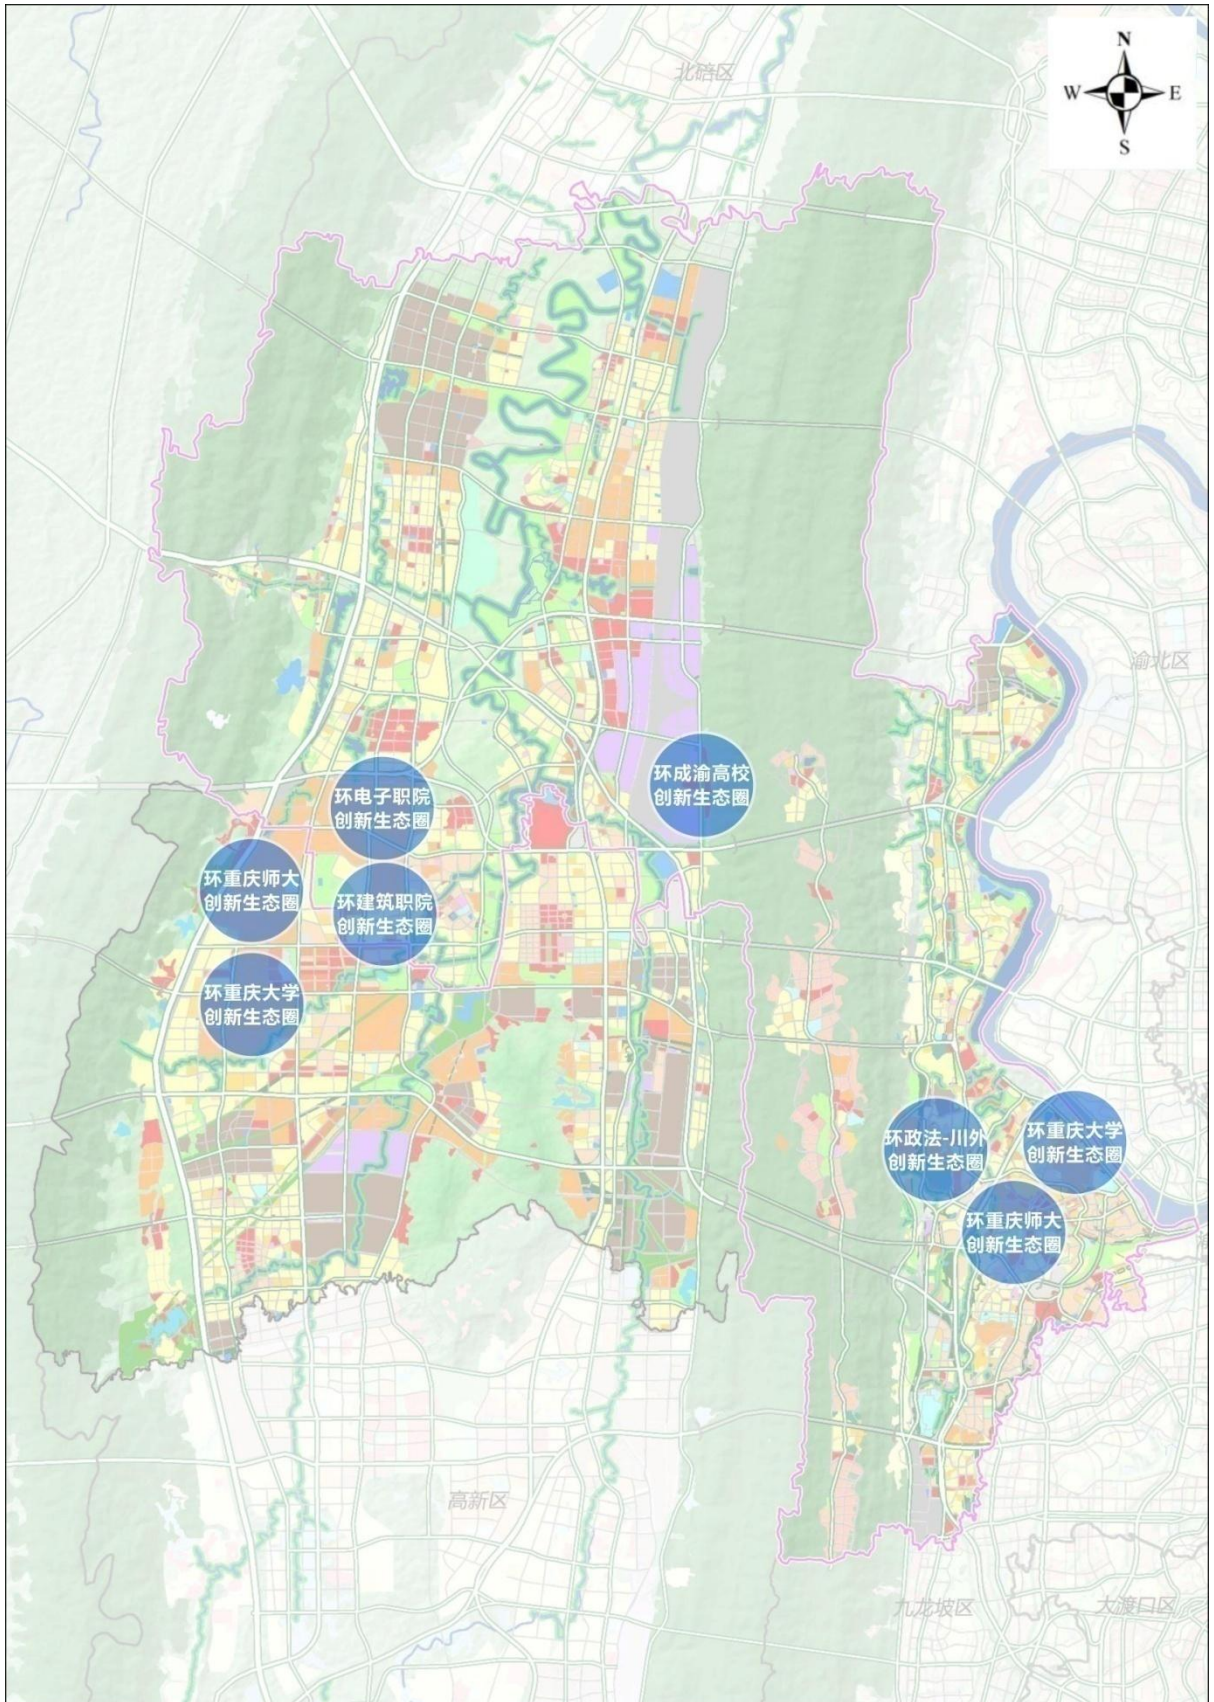 北碚区
N
W
E
S
渝北区
环成渝高校
创新生态圈
环电子职院
创新生态圈
环重庆师大
创新生态圈
环建筑职院
创新生态圈
环重庆大学
创新生态圈
环政法-川外
创新生态圈
环重庆大学
创新生态圈
环重庆师大
创新生态圈
高新区
九龙坡区
大渡口区